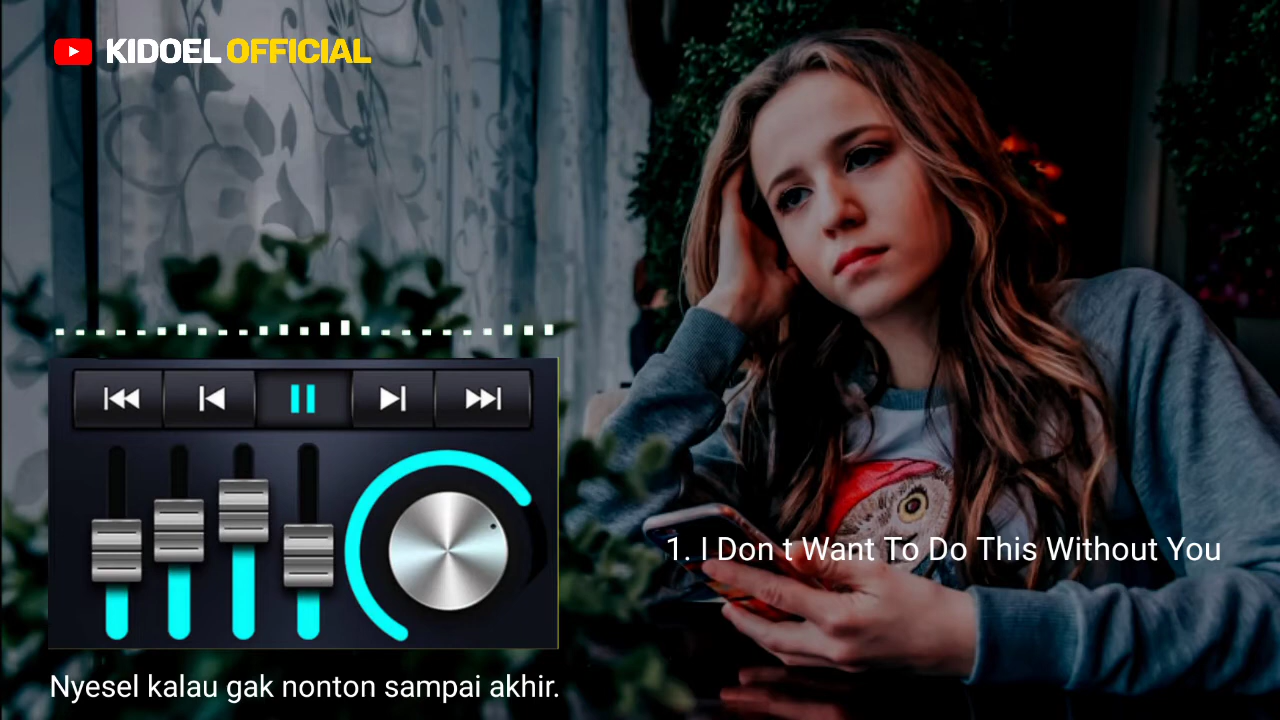 KIDOEL OFFICIAL
1. I Don t Want To Do This Without You
Nyesel kalau gak nonton sampai akhir.